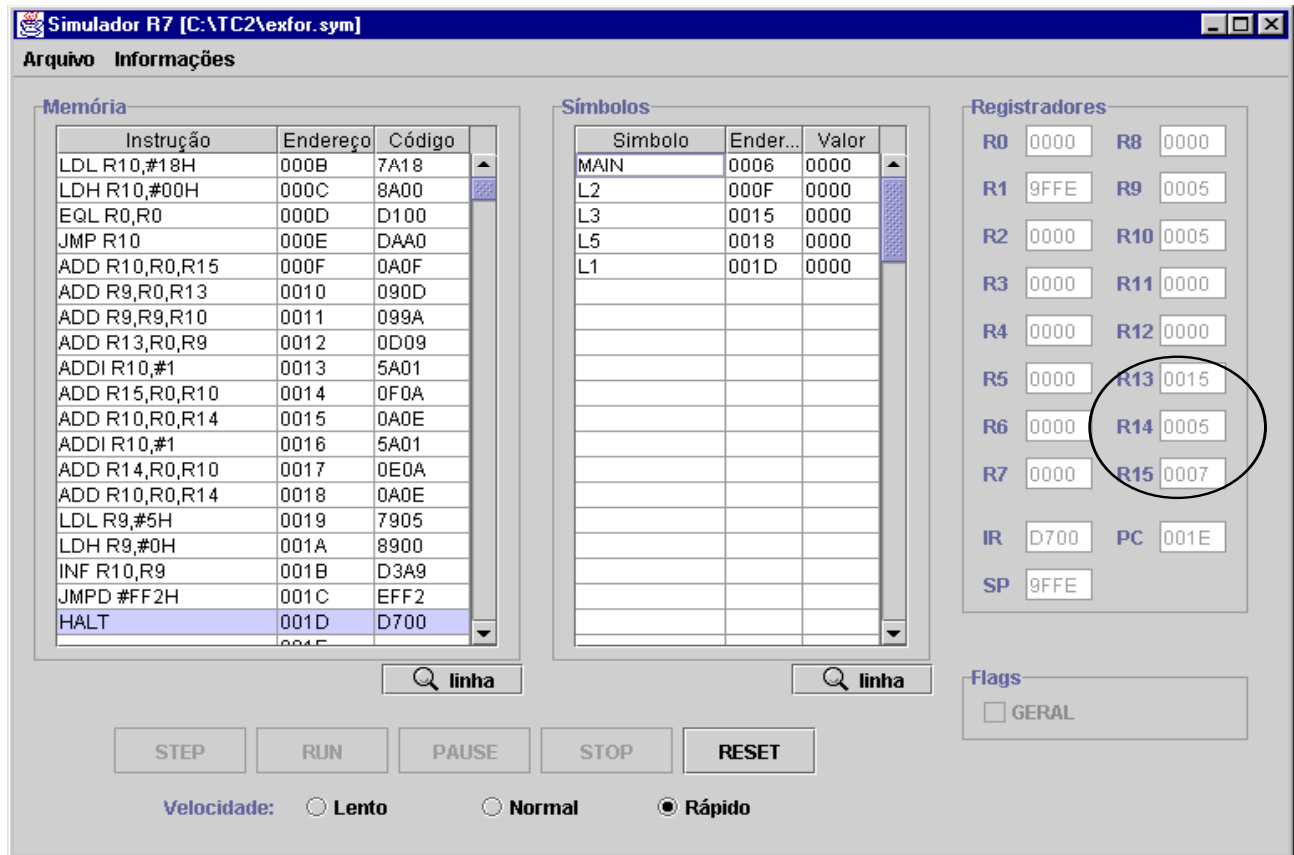 Simulador R7 [C:\TC2\exfor.sym]
Arquivo Informações
Memória
Instrução Endereço Código
LDL R10,#18H 000B 7A18
LDH R10,#00H 000C 8A00
EQL R0,R0 000D D100
JMP R10 000E DAA0
ADD R10,R0,R15 000F 0A0F
ADD R9,R0,R13 0010 090D
ADD R9,R9,R10 0011 099A
ADD R13,R0,R9 0012 0D09
ADDI R10,#1 0013 5A01
ADD R15,R0,R10 0014 0F0A
ADD R10,R0,R14 0015 0A0E
ADDI R10,#1 0016 5A01
ADD R14,R0,R10 0017 0E0A
ADD R10,R0,R14 0018 0A0E
LDL R9,#5H 0019 7905
LDH R9,#0H 001A 8900
INF R10,R9 001B D3A9
JMPD #FF2H 001C EFF2
HALT 001D D700
linha
Símbolos
Simbolo Ender... Valor
MAIN 0006 0000
L2 000F 0000
L3 0015 0000
L5 0018 0000
L1 001D 0000
linha
Registradores
R0 0000 R8 0000
R1 9FFE R9 0005
R2 0000 R10 0005
R3 0000 R11 0000
R4 0000 R12 0000
R5 0000 R13 0015
R6 0000 R14 0005
R7 0000 R15 0007
IR D700 PC 001E
SP 9FFE
Flags
GERAL
STEP RUN PAUSE STOP RESET
Velocidade: Lento Normal Rápido